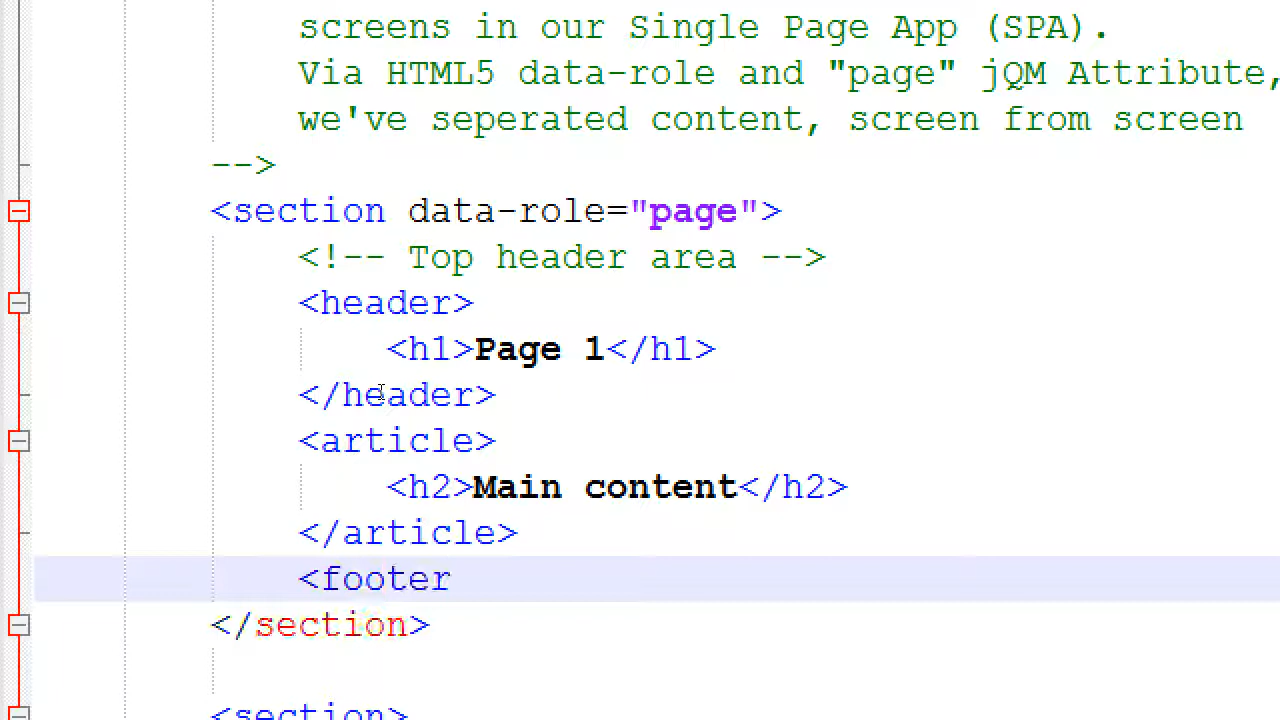 screens in our Single Page App (SPA).
Via HTML5 data-role and "page" jQM Attribute,
we've seperated content, screen from screen
-->
<section data-role="page">
<!-- Top header area -->
<header>
<h1>Page 1</h1>
</header>
<article>
<h2>Main content</h2>
</article>
<footer
</section>
<section>